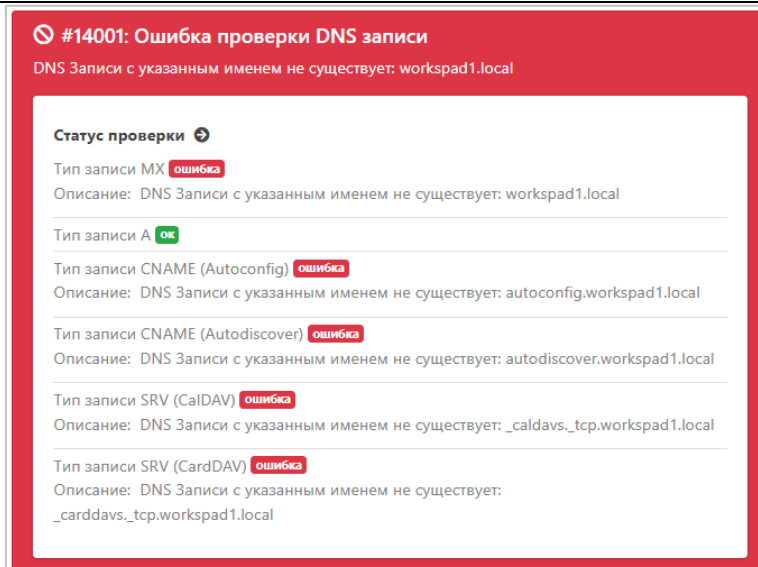 #14001: Ошибка проверки DNS записи
DNS Записи с указанным именем не существует: workspad1.local
Статус проверки
Тип записи MX ошибка
Описание: DNS Записи с указанным именем не существует: workspad1.local
Тип записи A ок
Тип записи CNAME (Autoconfig) ошибка
Описание: DNS Записи с указанным именем не существует: autoconfig.workspad1.local
Тип записи CNAME (Autodiscover) ошибка
Описание: DNS Записи с указанным именем не существует: autodiscover.workspad1.local
Тип записи SRV (CalDAV) ошибка
Описание: DNS Записи с указанным именем не существует: _caldavs._tcp.workspad1.local
Тип записи SRV (CardDAV) ошибка
Описание: DNS Записи с указанным именем не существует:
_carddavs._tcp.workspad1.local